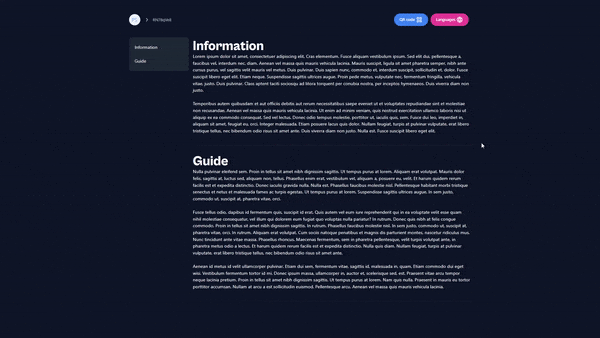 QR code
Languages
Information
Guide
Information
Lorem ipsum dolor sit amet, consectetuer adipiscing elit. Cras elementum. Fusce aliquam vestibulum ipsum. Sed elit dui, pellentesque a,
faucibus vel, interdum nec, diam. Aenean vel massa quis mauris vehicula lacinia. Mauris suscipit, ligula sit amet pharetra semper, nibh ante
cursus purus, vel sagittis velit mauris vel metus. Duis pulvinar. Duis sapien nunc, commodo et, interdum suscipit, sollicitudin et, dolor. Fusce
suscipit libero eget elit. Etiam neque. Suspendisse sagittis ultrices augue. Proin pede metus, vulputate nec, fermentum fringilla, vehicula
vitae, justo. Duis pulvinar. Class aptent taciti sociosqu ad litora torquent per conubia nostra, per inceptos hymenaeos. Duis viverra diam non
justo.
Temporibus autem quibusdam et aut officiis debitis aut rerum necessitatibus saepe eveniet ut et voluptates repudiandae sint et molestiae
non recusandae. Aenean vel massa quis mauris vehicula lacinia. Ut enim ad minim veniam, quis nostrud exercitation ullamco laboris nisi ut
aliquip ex ea commodo consequat, vel lectus. Donec odio tempus molestie, porttitor ut, iaculis quis, sem. Fusce dui leo, imperdiet in,
aliquam sit amet, feugiat eu, orci. Integer malesuada. Etiam posuere lacus quis dolor. Nullam feugiat, turpis at pulvinar vulputate, erat libero
tristique tellus, nec bibendum odio risus sit amet ante. Duis viverra diam non justo. Nulla est. Fusce suscipit libero eget elit.
Guide
Nulla pulvinar eleifend sem. Proin in tellus sit amet nibh dignissim sagittis. Ut tempus purus at lorem. Aliquam erat volutpat. Mauris dolor
felis, sagittis at, luctus sed, aliquam non, tellus. Phasellus enim erat, vestibulum vel, aliquam a, posuere eu, velit. Et harum quidem rerum
facilis est et expedita distinctio. Donec iaculis gravida nulla. Nulla est. Phasellus faucibus molestie nisl. Pellentesque habitant morbi tristique
senectus et netus et malesuada fames ac turpis egestas. Ut tempus purus at lorem. Suspendisse sagittis ultrices augue. In sem justo,
commodo ut, suscipit at, pharetra vitae, orci.
Fusce tellus odio, dapibus id fermentum quis, suscipit id erat. Quis autem vel eum iure reprehenderit qui in ea voluptate velit esse quam
nihil molestiae consequatur, vel illum qui dolorem eum fugiat quo voluptas nulla pariatur? In rutrum. Donec quis nibh at felis congue
commodo. Proin in tellus sit amet nibh dignissim sagittis. In rutrum. Phasellus faucibus molestie nisl. In sem justo, commodo ut, suscipit at,
pharetra vitae, orci. In rutrum. Aliquam erat volutpat. Cum sociis natoque penatibus et magnis dis parturient montes, nascetur ridiculus mus.
Nunc tincidunt ante vitae massa. Phasellus rhoncus. Maecenas fermentum, sem in pharetra pellentesque, velit turpis volutpat ante, in
pharetra metus odio a lectus. Et harum quidem rerum facilis est et expedita distinctio. Nulla est. Nullam feugiat, turpis at pulvinar
vulputate, erat libero tristique tellus, nec bibendum odio risus sit amet ante.
Aenean id metus id velit ullamcorper pulvinar. Etiam dui sem, fermentum vitae, sagittis id, malesuada in, quam. Etiam commodo dui eget
wisi. Vestibulum fermentum tortor id mi. Donec ipsum massa, ullamcorper in, auctor et, scelerisque sed, est. Praesent vitae arcu tempor
neque lacinia pretium. Proin in tellus sit amet nibh dignissim sagittis. Ut tempus purus at lorem. Nam quis nulla. Praesent in mauris eu tortor
porttitor accumsan. Nullam at arcu a est sollicitudin euismod. Pellentesque arcu. Aenean vel massa quis mauris vehicula lacinia.